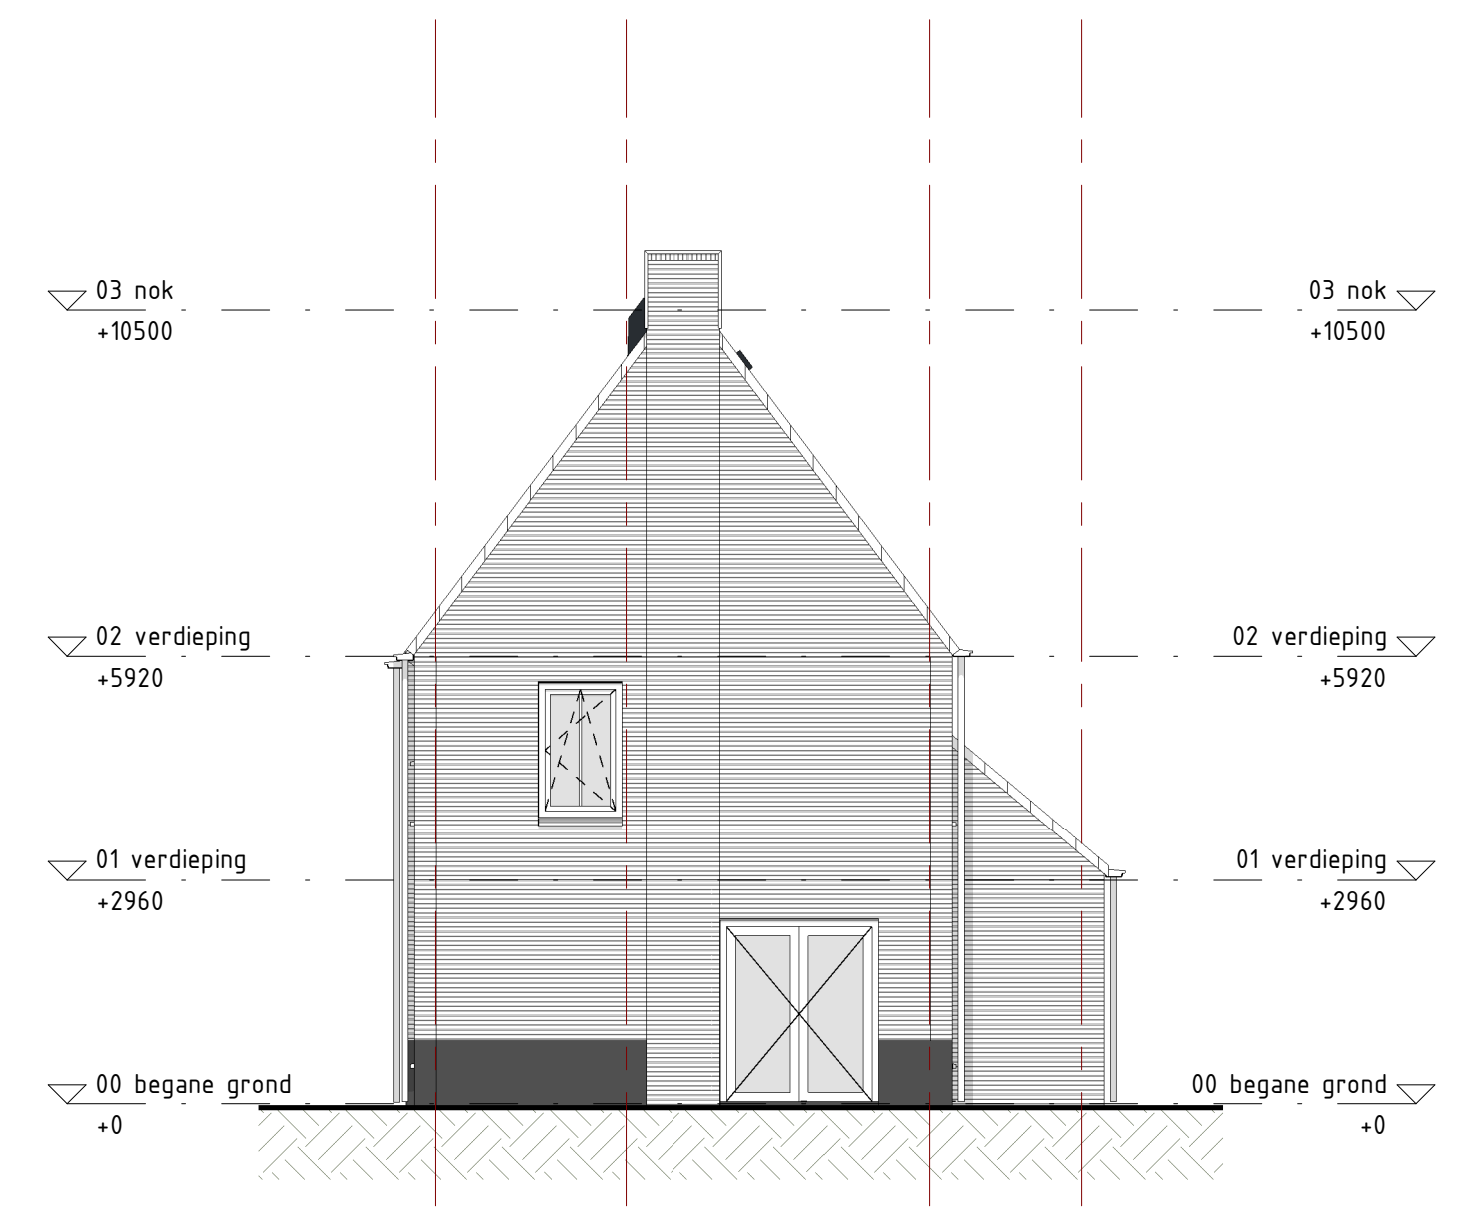 03 nok
03 nok
+10500
+10500
02 verdieping
02 verdieping
+5920
+5920
01 verdieping
01 verdieping
+2960
+2960
00 begane grond
00 begane grond
+0
+0